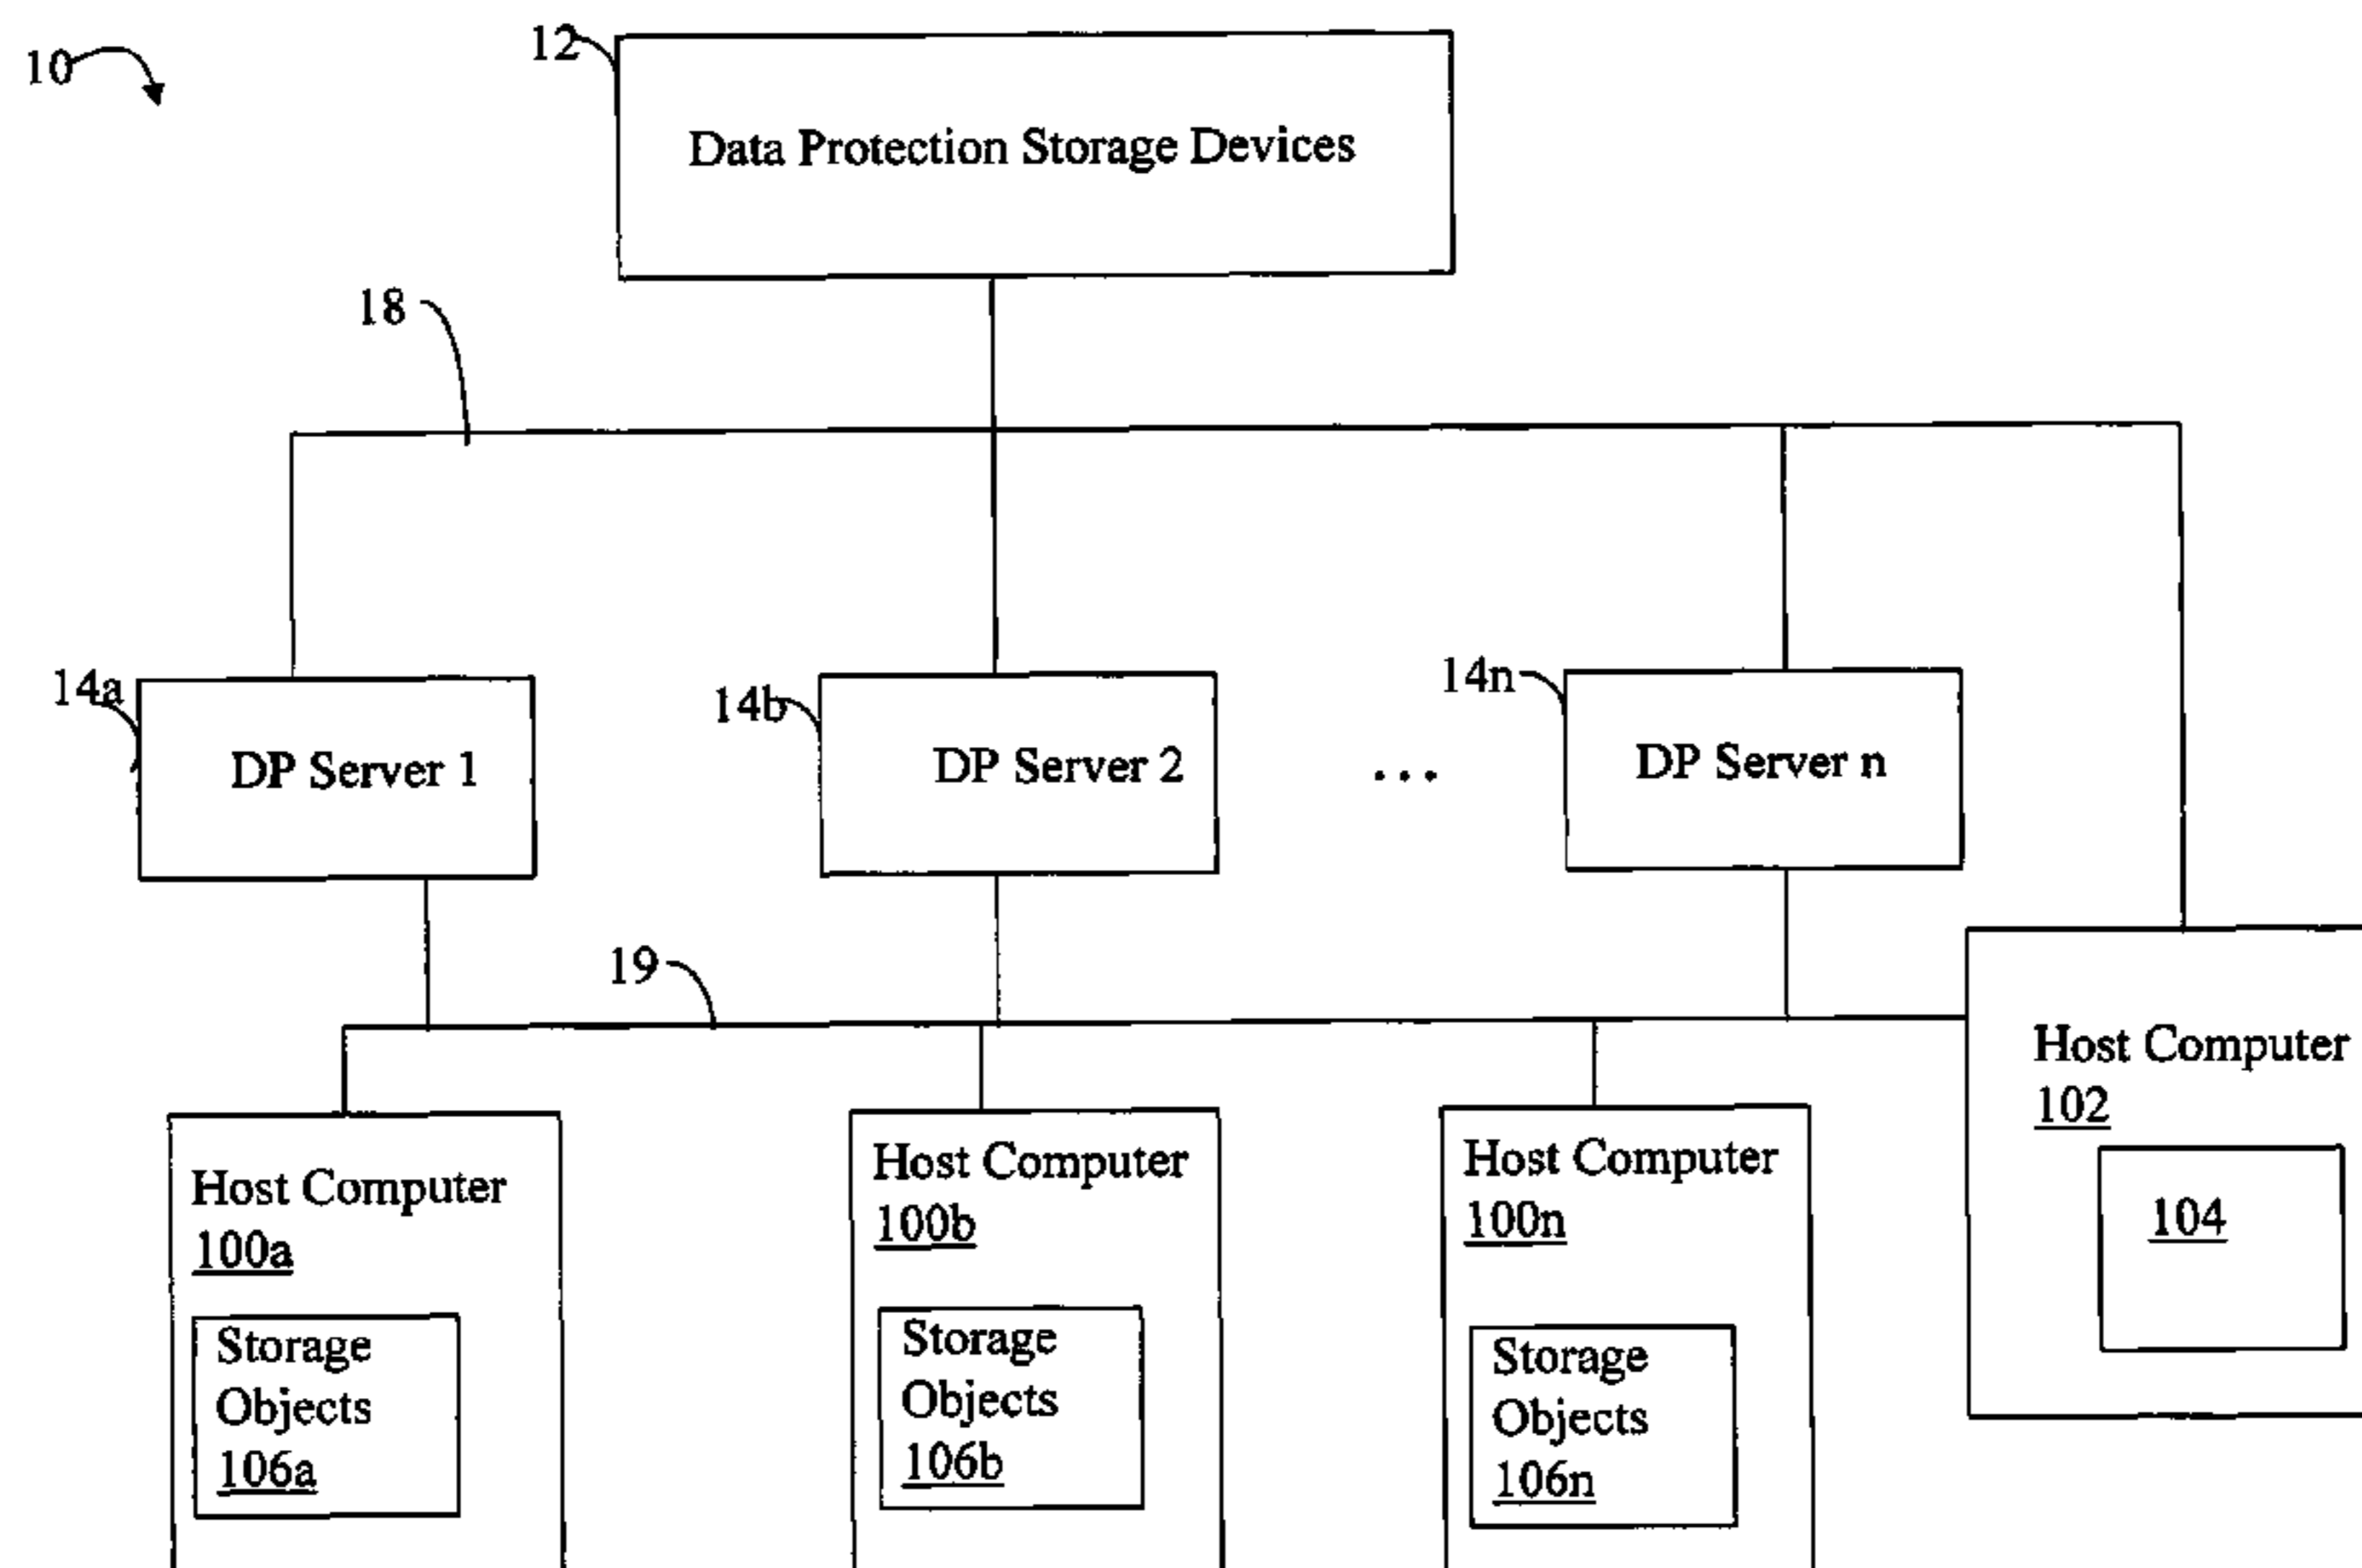 10
12
Data Protection Storage Devices
18
14a
DP Server 1
14b
DP Server 2
...
14n
DP Server n
19
Host Computer
102
104
Host Computer
100a
Storage
Objects
106a
Host Computer
100b
Storage
Objects
106b
Host Computer
100n
Storage
Objects
106n